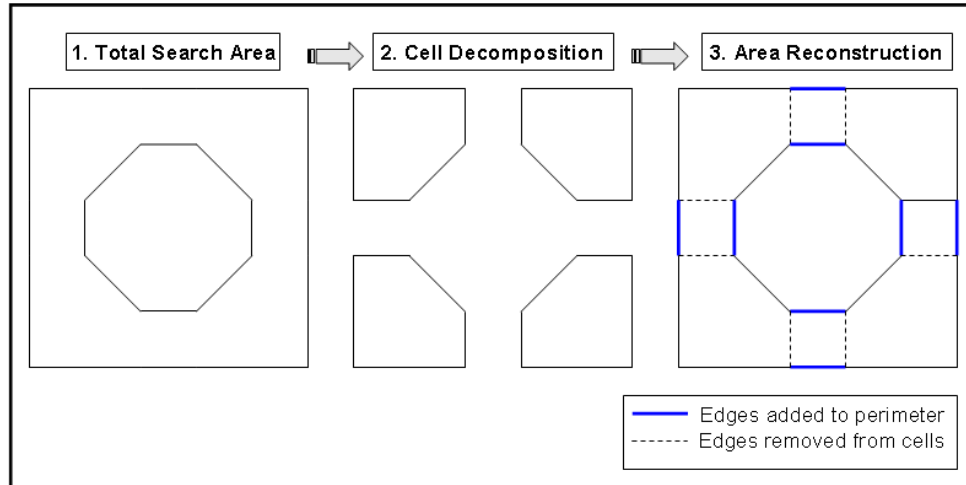 1. Total Search Area
2. Cell Decomposition
3. Area Reconstruction
Edges added to perimeter
Edges removed from cells